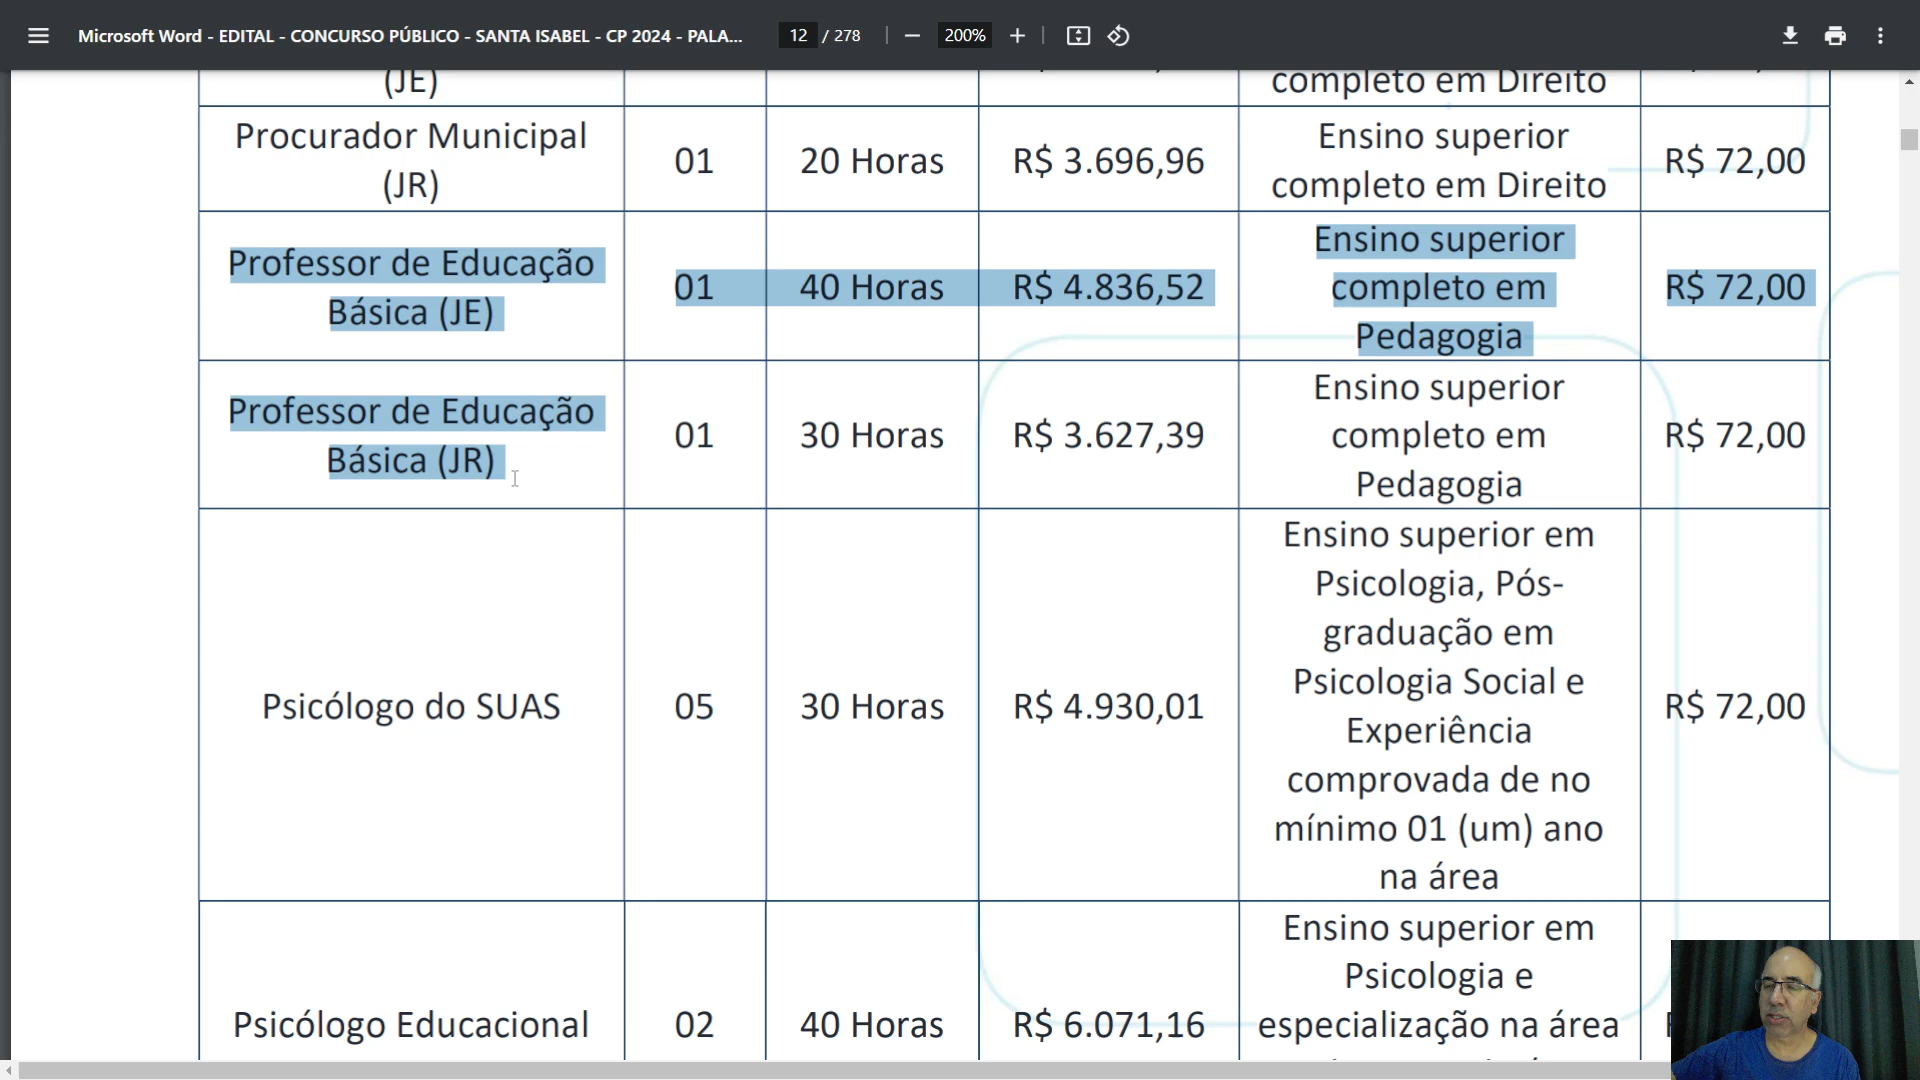 Microsoft Word - EDITAL - CONCURSO PÚBLICO - SANTA ISABEL - CP 2024 - PALA...
12 / 278
200%
(JE)
completo em Direito
Procurador Municipal
(JR)
01
20 Horas
R$ 3.696,96
Ensino superior
completo em Direito
R$ 72,00
Professor de Educação
Básica (JE)
01
40 Horas
R$ 4.836,52
Ensino superior
completo em
Pedagogia
R$ 72,00
Professor de Educação
Básica (JR)
01
30 Horas
R$ 3.627,39
Ensino superior
completo em
Pedagogia
R$ 72,00
Psicólogo do SUAS
05
30 Horas
R$ 4.930,01
Ensino superior em
Psicologia, Pós-
graduação em
Psicologia Social e
Experiência
comprovada de no
mínimo 01 (um) ano
na área
R$ 72,00
Psicólogo Educacional
02
40 Horas
R$ 6.071,16
Ensino superior em
Psicologia e
especialização na área